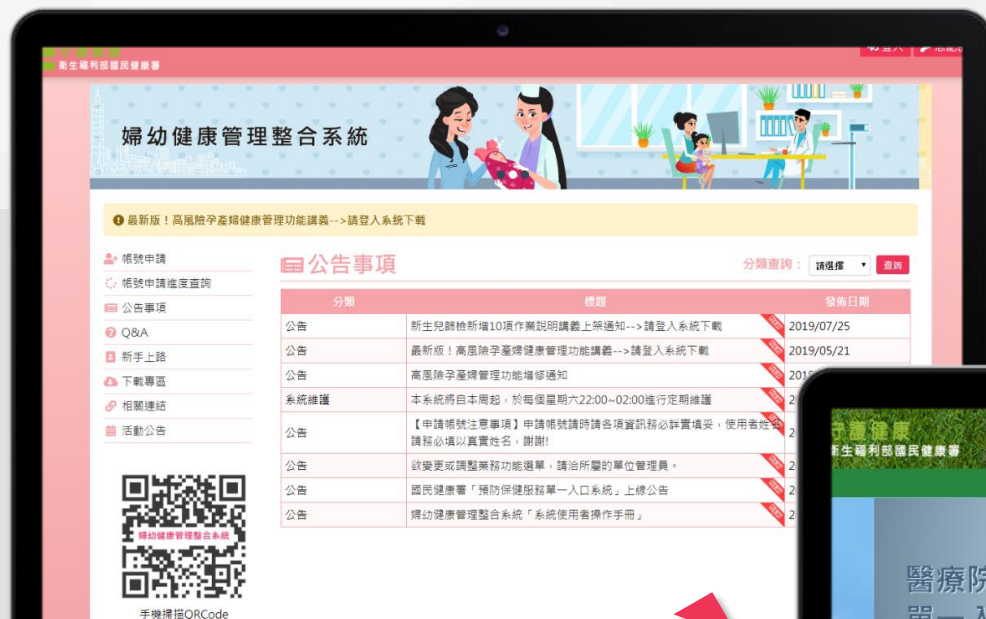 登入
衛生福利部國民健康署
婦幼健康管理整合系統
最新版！高風險孕產婦健康管理功能講義-->請登入系統下載
帳號申請
帳號申請進度查詢
公告事項
Q&A
新手上路
下載專區
相關連結
活動公告
婦幼健康管理整合系統
手機掃描QRCode
公告事項
分類查詢： 請選擇 查詢
分類 標題 發佈日期
公告 新生兒篩檢新增10項作業說明講義上架通知-->請登入系統下載 2019/07/25
公告 最新版！高風險孕產婦健康管理功能講義-->請登入系統下載 2019/05/21
公告 高風險孕產婦管理功能增修通知 201
系統維護 本系統將自本周起，於每個星期六22:00~02:00進行定期維護 2
公告 【申請帳號注意事項】申請帳號請時請各項資訊務必詳實填妥，使用者姓名 2
請務必填以真實姓名，謝謝!
公告 欲變更或調整業務功能選單，請洽所屬的單位管理員。 2
公告 國民健康署「預防保健服務單一入口系統」上線公告 2
公告 婦幼健康管理整合系統「系統使用者操作手冊」 2
守護健康
衛生福利部國民健康署
醫療院
單一入